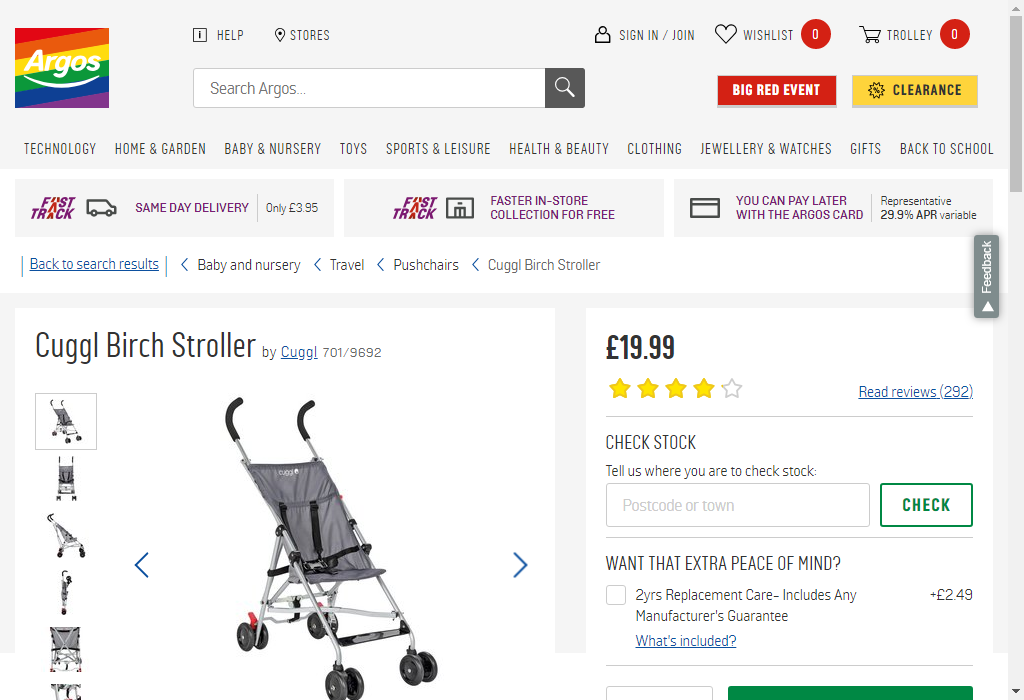 Argos
HELP
STORES
SIGN IN / JOIN
WISHLIST
0
TROLLEY
0
Search Argos...
BIG RED EVENT
CLEARANCE
TECHNOLOGY
HOME & GARDEN
BABY & NURSERY
TOYS
SPORTS & LEISURE
HEALTH & BEAUTY
CLOTHING
JEWELLERY & WATCHES
GIFTS
BACK TO SCHOOL
FAST TRACK
SAME DAY DELIVERY
Only £3.95
FAST TRACK
FASTER IN-STORE
COLLECTION FOR FREE
YOU CAN PAY LATER
WITH THE ARGOS CARD
Representative
29.9% APR variable
Feedback
Back to search results
Baby and nursery
Travel
Pushchairs
Cuggl Birch Stroller
Cuggl Birch Stroller by Cuggl 701/9692
cuggl
£19.99
Read reviews (292)
CHECK STOCK
Tell us where you are to check stock:
Postcode or town
CHECK
WANT THAT EXTRA PEACE OF MIND?
2yrs Replacement Care- Includes Any
Manufacturer's Guarantee
+£2.49
What's included?